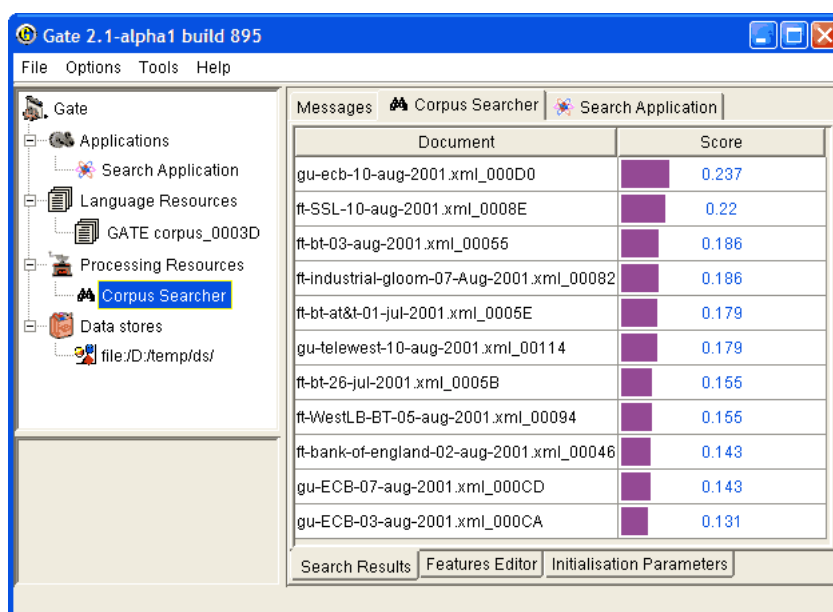 Gate 2.1-alpha1 build 895
File Options Tools Help
Gate
Applications
Search Application
Language Resources
GATE corpus_0003D
Processing Resources
Corpus Searcher
Data stores
file:/D:/temp/ds/
Messages Corpus Searcher Search Application
Document Score
gu-ecb-10-aug-2001.xml_000D0 0.237
ft-SSL-10-aug-2001.xml_0008E 0.22
ft-bt-03-aug-2001.xml_00055 0.186
ft-industrial-gloom-07-Aug-2001.xml_00082 0.186
ft-bt-at&t-01-jul-2001.xml_0005E 0.179
gu-telewest-10-aug-2001.xml_00114 0.179
ft-bt-26-jul-2001.xml_0005B 0.155
ft-WestLB-BT-05-aug-2001.xml_00094 0.155
ft-bank-of-england-02-aug-2001.xml_00046 0.143
gu-ECB-07-aug-2001.xml_000CD 0.143
gu-ECB-03-aug-2001.xml_000CA 0.131
Search Results Features Editor Initialisation Parameters